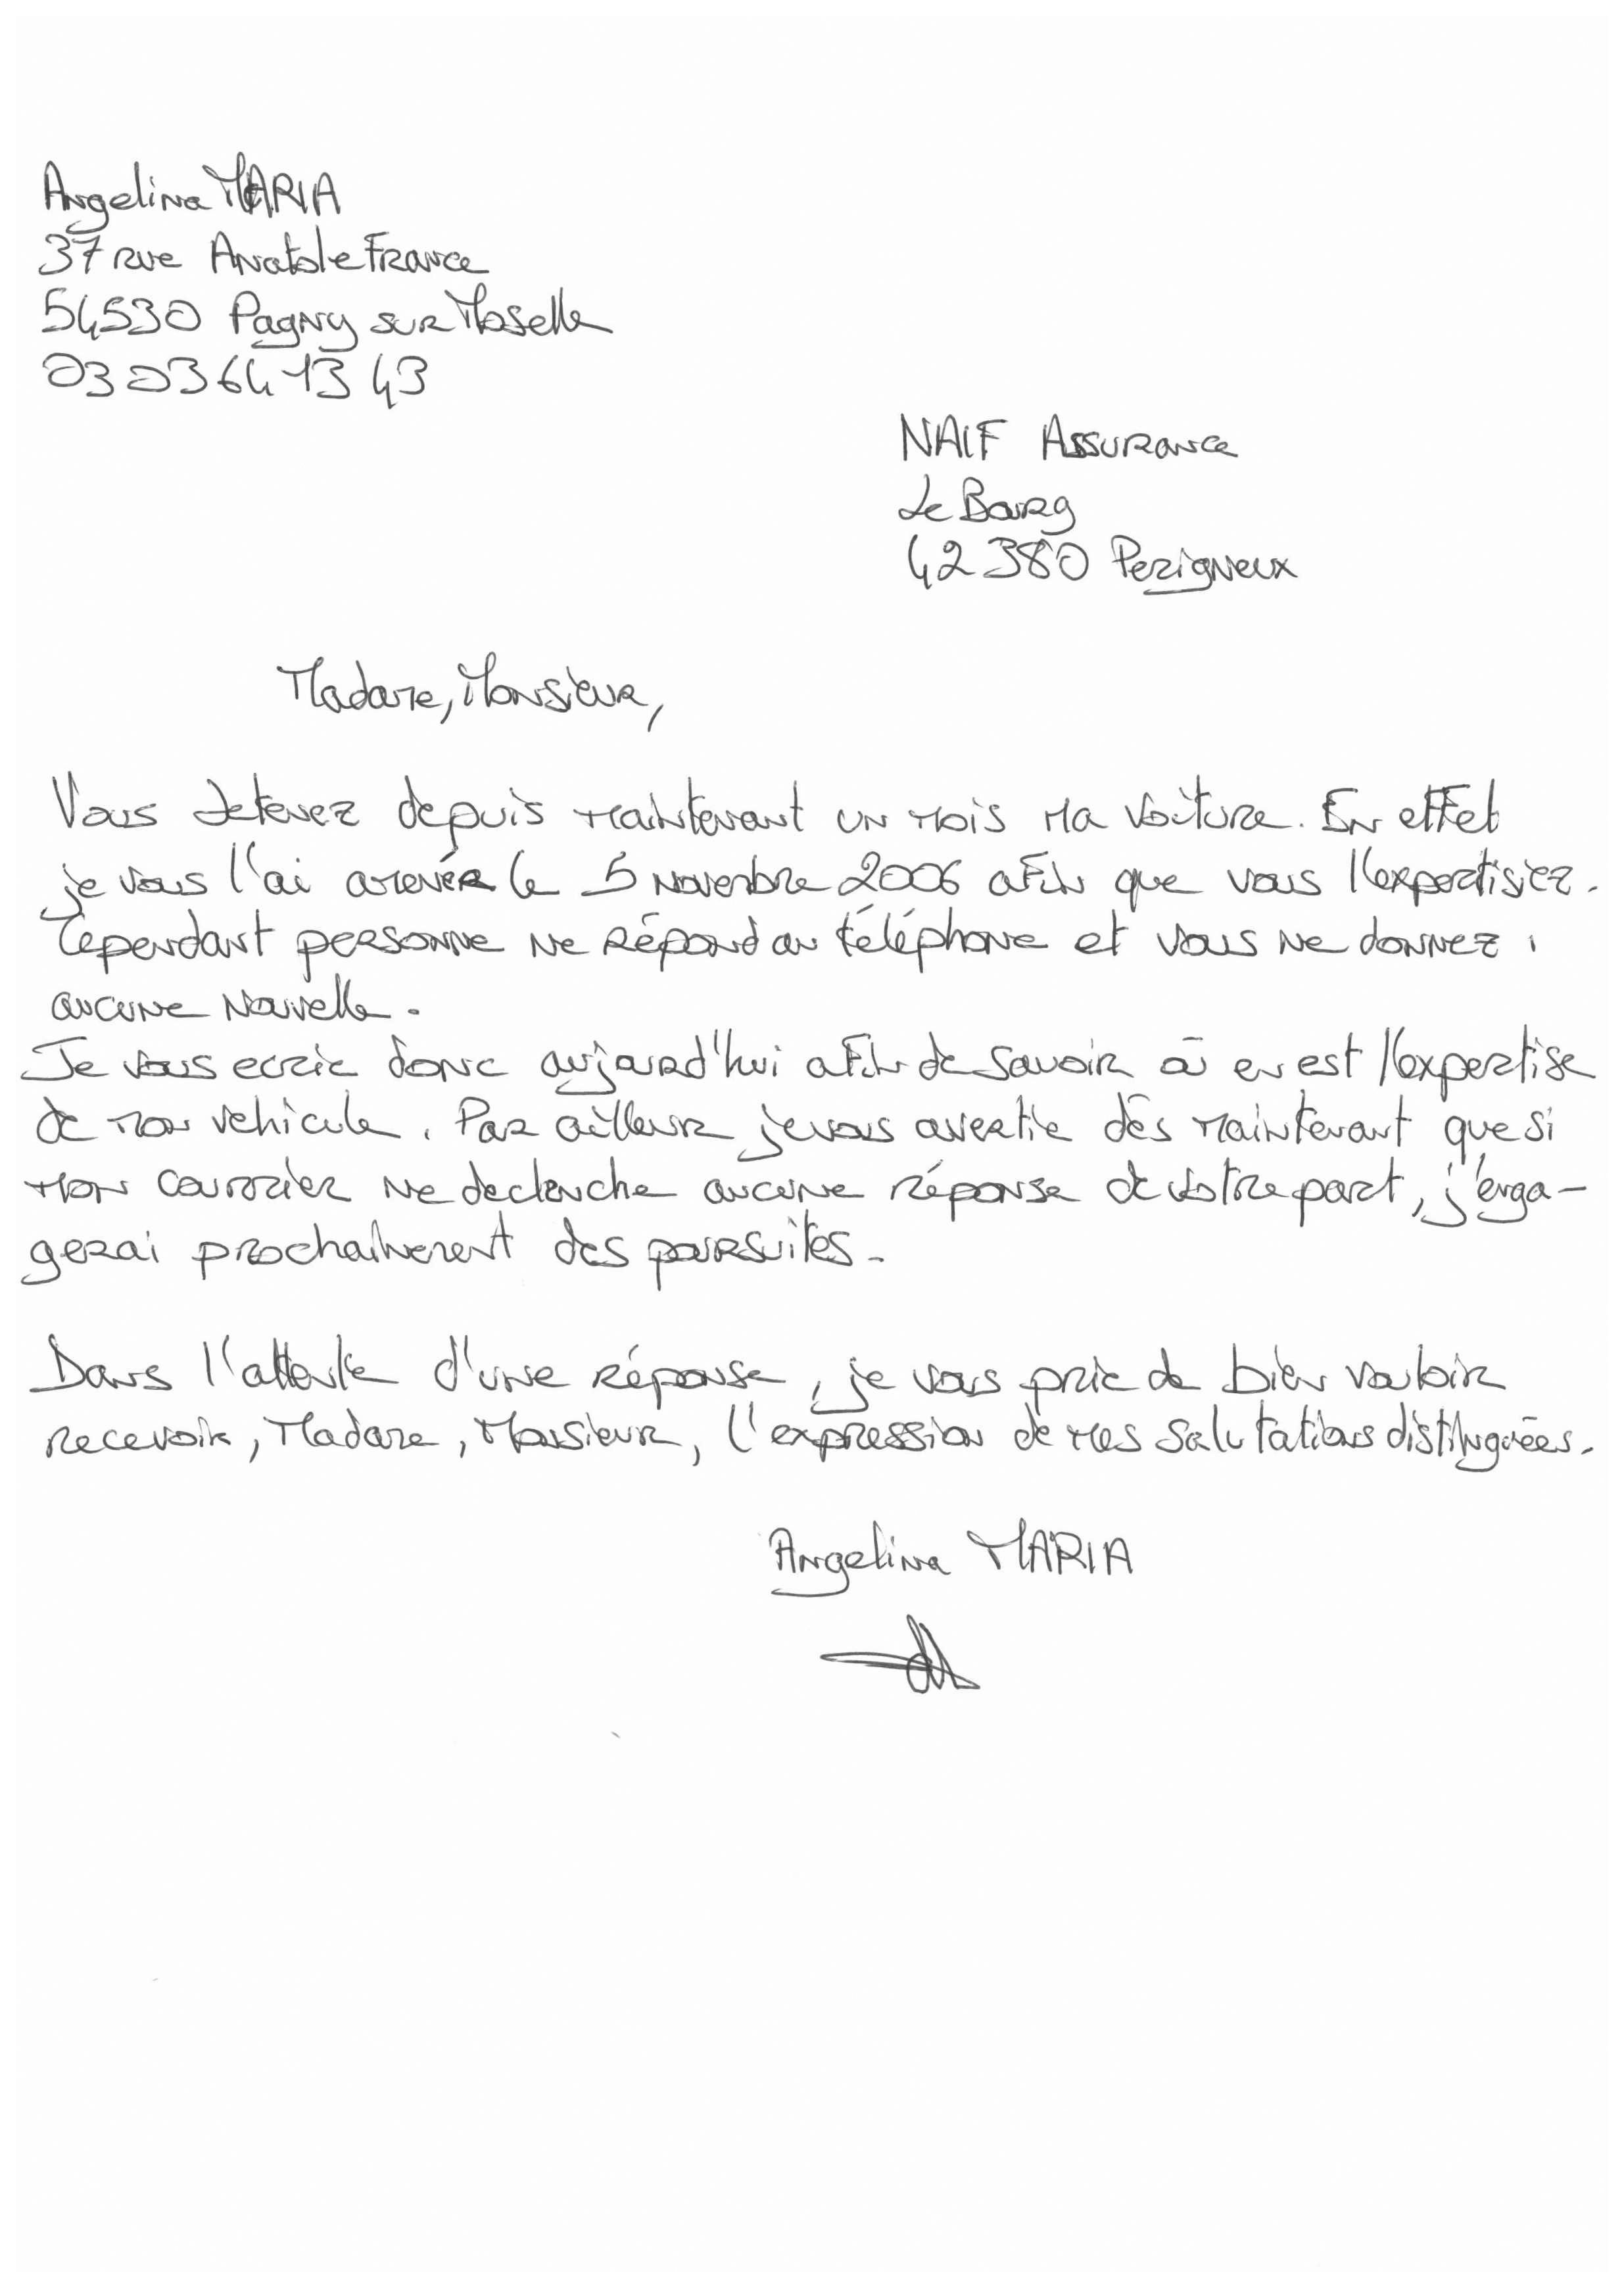 Angelina MARIA
37 rue Anatole France
54530 Pagny sur Moselle
03 03 64 13 43
NAIF Assurance
Le Bourg
42380 Perigneux
Madame, Monsieur,
Vous detenez depuis maintenant un mois ma voiture. En effet
je vous l'ai amenée le 5 Novembre 2006 afin que vous l'expertisiez.
Cependant personne ne répond au téléphone et vous ne donnez
aucune nouvelle.
Je vous ecrie donc aujourd'hui afin de savoir où en est l'expertise
de mon vehicule. Par ailleur je vous avertie dès maintenant que si
mon courrier ne declenche aucune réponse de votre part, j'enga-
gerai prochainement des poursuites.
Dans l'attente d'une réponse, je vous prie de bien vouloir
recevoir, Madame, Monsieur, l'expression de mes salutations distinguées.
Angelina MARIA